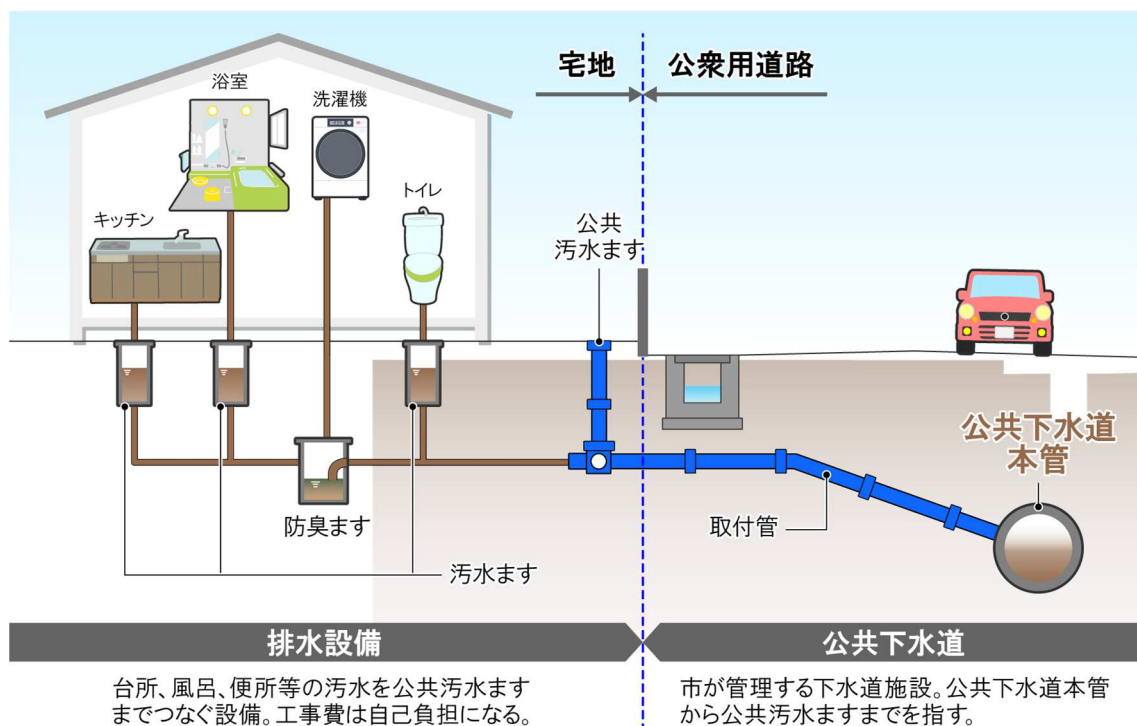 宅地
公衆用道路
浴室
洗濯機
キッチン
トイレ
公共
汚水ます
公共下水道
本管
取付管
防臭ます
汚水ます
排水設備
公共下水道
台所、風呂、便所等の汚水を公共汚水ます
までつなぐ設備。工事費は自己負担になる。
市が管理する下水道施設。公共下水道本管
から公共汚水ますまでを指す。